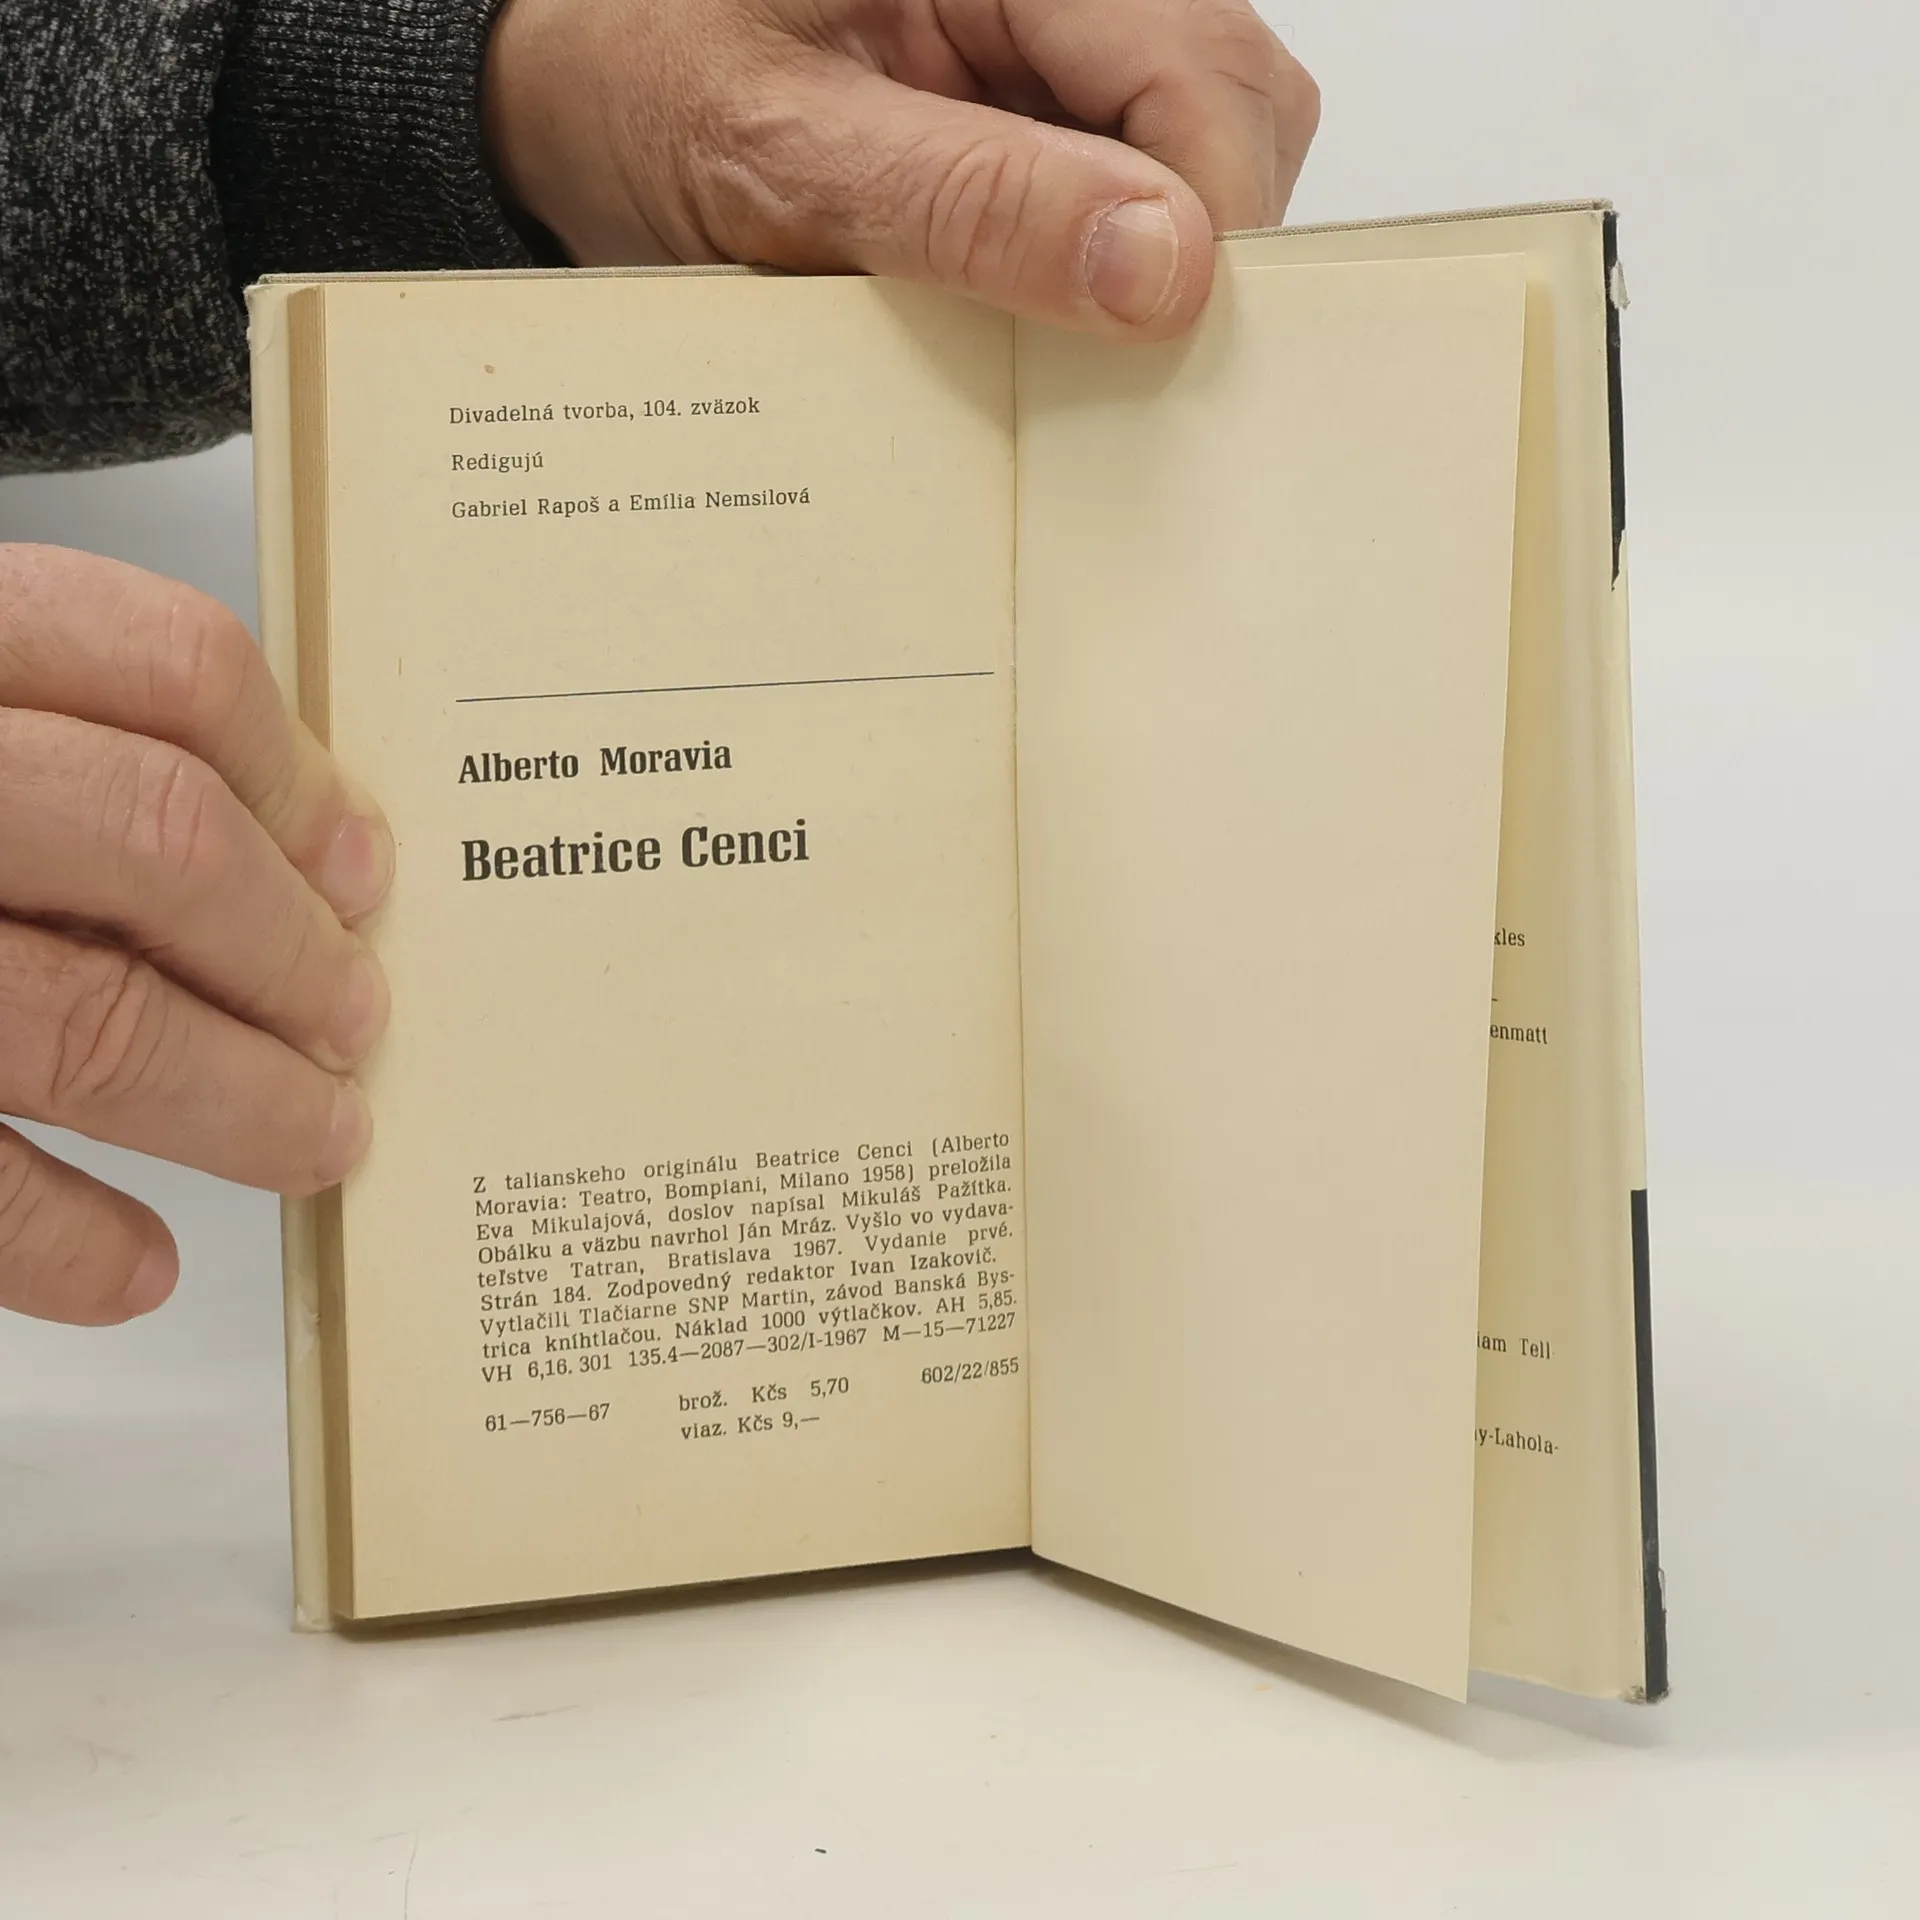 Divadelná tvorba, 104. zväzok
Redigujú
Gabriel Rapoš a Emília Nemsilová
Alberto Moravia
Beatrice Cenci
Z talianskeho originálu Beatrice Cenci (Alberto
Moravia: Teatro, Bompiani, Milano 1958) preložila
Eva Mikulajová, doslov napísal Mikuláš Pažítka.
Obálku a väzbu navrhol Ján Mráz. Vyšlo vo vydava-
teľstve Tatran, Bratislava 1967. Vydanie prvé.
Strán 184. Zodpovedný redaktor Ivan Izakovič.
Vytlačili Tlačiarne SNP Martin, závod Banská Bys-
trica kníhtlačou. Náklad 1000 výtlačkov. AH 5,85.
VH 6,16. 301 135.4—2087—302/I-1967 M—15—71227
61—756—67 brož. Kčs 5,70 602/22/855
viaz. Kčs 9,—
kles
-
enmatt
iam Tell
y-Lahola-